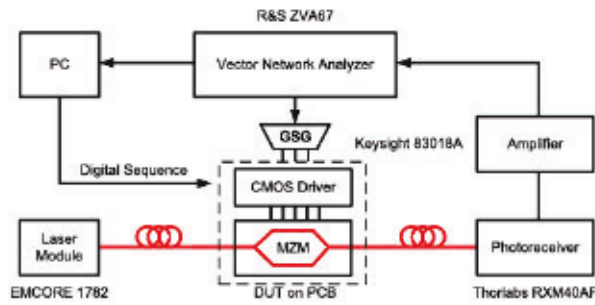 R&S ZVA67
PC
Vector Network Analyzer
GSG
Keysight 83018A
Amplifier
Digital Sequence
CMOS Driver
Laser
Module
MZM
Photoreceiver
EMCORE 1782
DUT on PCB
Thorlabs RXM40AF